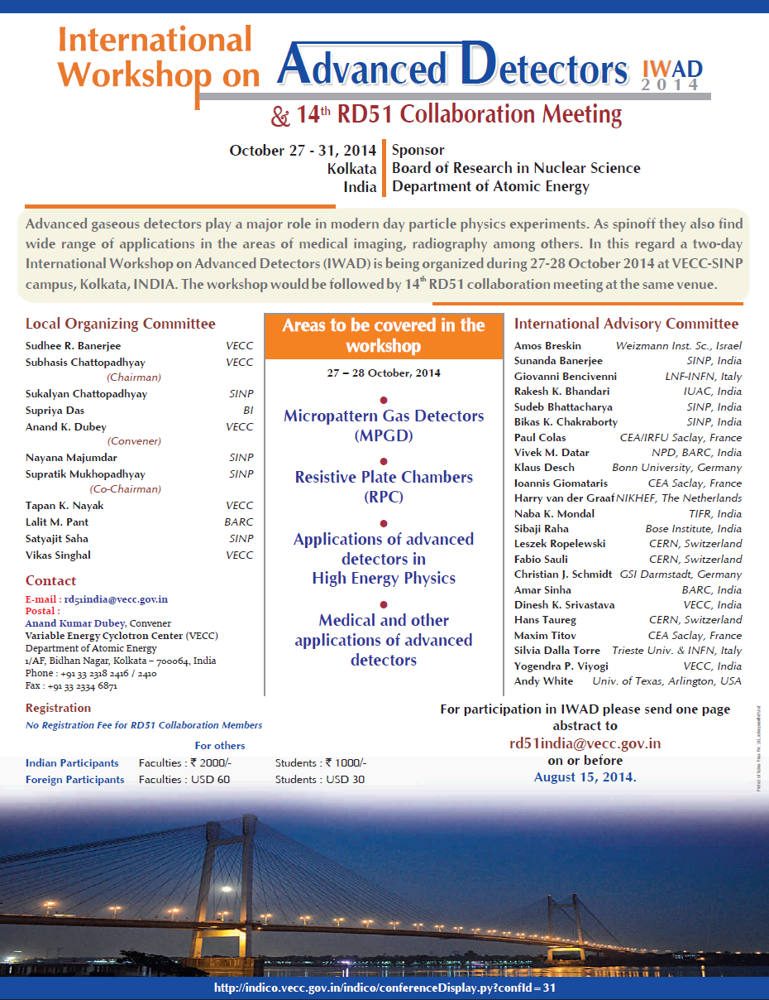 International
Workshop on Advanced Detectors IWAD
2014
& 14th RD51 Collaboration Meeting
October 27 - 31, 2014
Kolkata
India
Sponsor
Board of Research in Nuclear Science
Department of Atomic Energy
Advanced gaseous detectors play a major role in modern day particle physics experiments. As spinoff they also find
wide range of applications in the areas of medical imaging, radiography among others. In this regard a two-day
International Workshop on Advanced Detectors (IWAD) is being organized during 27-28 October 2014 at VECC-SINP
campus, Kolkata, INDIA. The workshop would be followed by 14th RD51 collaboration meeting at the same venue.
Local Organizing Committee
Sudhee R. Banerjee VECC
Subhasis Chattopadhyay VECC
(Chairman)
Sukalyan Chattopadhyay SINP
Supriya Das BI
Anand K. Dubey VECC
(Convener)
Nayana Majumdar SINP
Supratik Mukhopadhyay SINP
(Co-Chairman)
Tapan K. Nayak VECC
Lalit M. Pant BARC
Satyajit Saha SINP
Vikas Singhal VECC
Contact
E-mail : rd51india@vecc.gov.in
Postal :
Anand Kumar Dubey, Convener
Variable Energy Cyclotron Center (VECC)
Department of Atomic Energy
1/AF, Bidhan Nagar, Kolkata – 700064, India
Phone : +91 33 2318 2416 / 2410
Fax : +91 33 2334 6871
Areas to be covered in the
workshop
27 – 28 October, 2014
Micropattern Gas Detectors
(MPGD)
Resistive Plate Chambers
(RPC)
Applications of advanced
detectors in
High Energy Physics
Medical and other
applications of advanced
detectors
International Advisory Committee
Amos Breskin Weizmann Inst. Sc., Israel
Sunanda Banerjee SINP, India
Giovanni Bencivenni LNF-INFN, Italy
Rakesh K. Bhandari IUAC, India
Sudeb Bhattacharya SINP, India
Bikas K. Chakraborty SINP, India
Paul Colas CEA/IRFU Saclay, France
Vivek M. Datar NPD, BARC, India
Klaus Desch Bonn University, Germany
Ioannis Giomataris CEA Saclay, France
Harry van der Graaf NIKHEF, The Netherlands
Naba K. Mondal TIFR, India
Sibaji Raha Bose Institute, India
Leszek Ropelewski CERN, Switzerland
Fabio Sauli CERN, Switzerland
Christian J. Schmidt GSI Darmstadt, Germany
Amar Sinha BARC, India
Dinesh K. Srivastava VECC, India
Hans Taureg CERN, Switzerland
Maxim Titov CEA Saclay, France
Silvia Dalla Torre Trieste Univ. & INFN, Italy
Yogendra P. Viyogi VECC, India
Andy White Univ. of Texas, Arlington, USA
Registration
No Registration Fee for RD51 Collaboration Members
For others
Indian Participants Faculties : ₹ 2000/- Students : ₹ 1000/-
Foreign Participants Faculties : USD 60 Students : USD 30
For participation in IWAD please send one page
abstract to
rd51india@vecc.gov.in
on or before
August 15, 2014.
http://indico.vecc.gov.in/indico/conferenceDisplay.py?confId=31